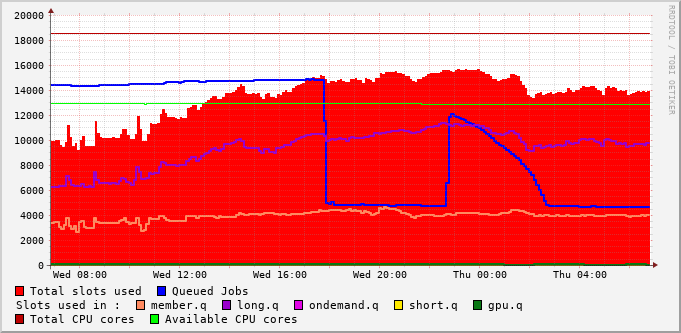 20000
18000
16000
14000
12000
10000
8000
6000
4000
2000
0
Wed 08:00 Wed 12:00 Wed 16:00 Wed 20:00 Thu 00:00 Thu 04:00
Total slots used Queued Jobs
Slots used in : member.q long.q ondemand.q short.q gpu.q
Total CPU cores Available CPU cores
RRDTOOL / TOBI OETIKER